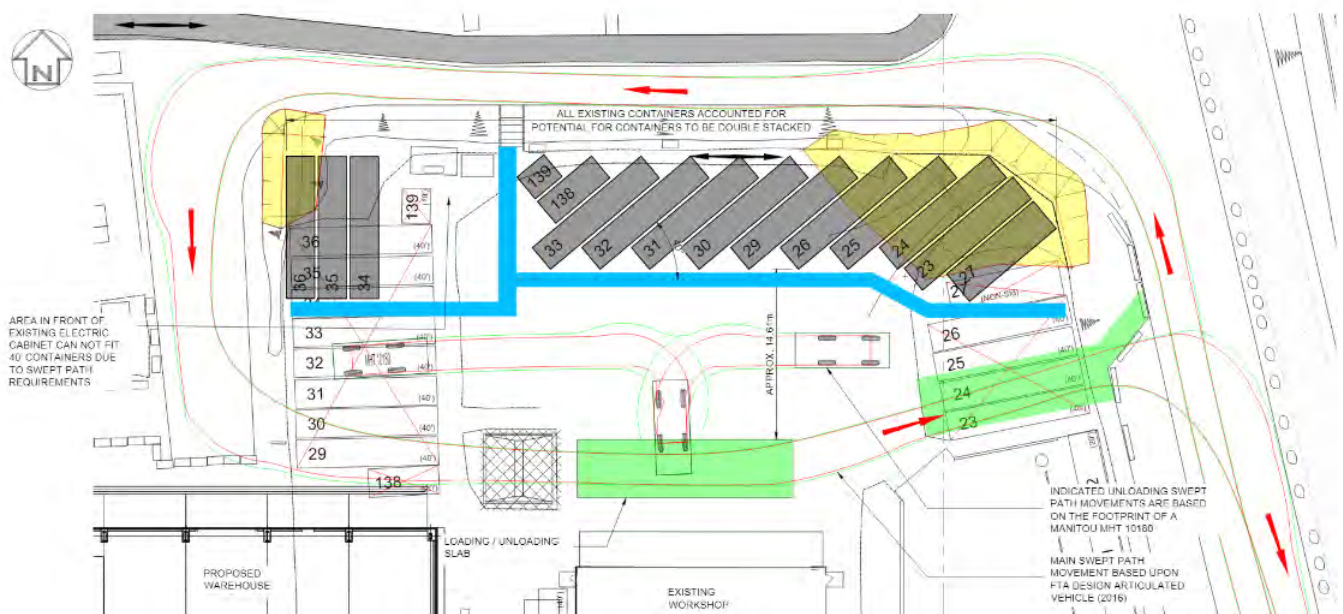 N
ALL EXISTING CONTAINERS ACCOUNTED FOR
POTENTIAL FOR CONTAINERS TO BE DOUBLE STACKED
139
138
33
32
31
30
29
26
25
24
23
27
139
36
(40')
35
(40')
36
35
34
AREA IN FRONT OF
EXISTING ELECTRIC
CABINET CAN NOT FIT
40' CONTAINERS DUE
TO SWEPT PATH
REQUIREMENTS
33
(40')
32
(40')
31
(40')
30
(40')
29
(40')
138
APPROX. 14.61m
(NON-STD)
26
25
(40')
24
(40')
23
(40')
LOADING / UNLOADING
SLAB
PROPOSED
WAREHOUSE
EXISTING
WORKSHOP
INDICATED UNLOADING SWEPT
PATH MOVEMENTS ARE BASED
ON THE FOOTPRINT OF A
MANITOU MHT 10180
MAIN SWEPT PATH
MOVEMENT BASED UPON
FTA DESIGN ARTICULATED
VEHICLE (2016)